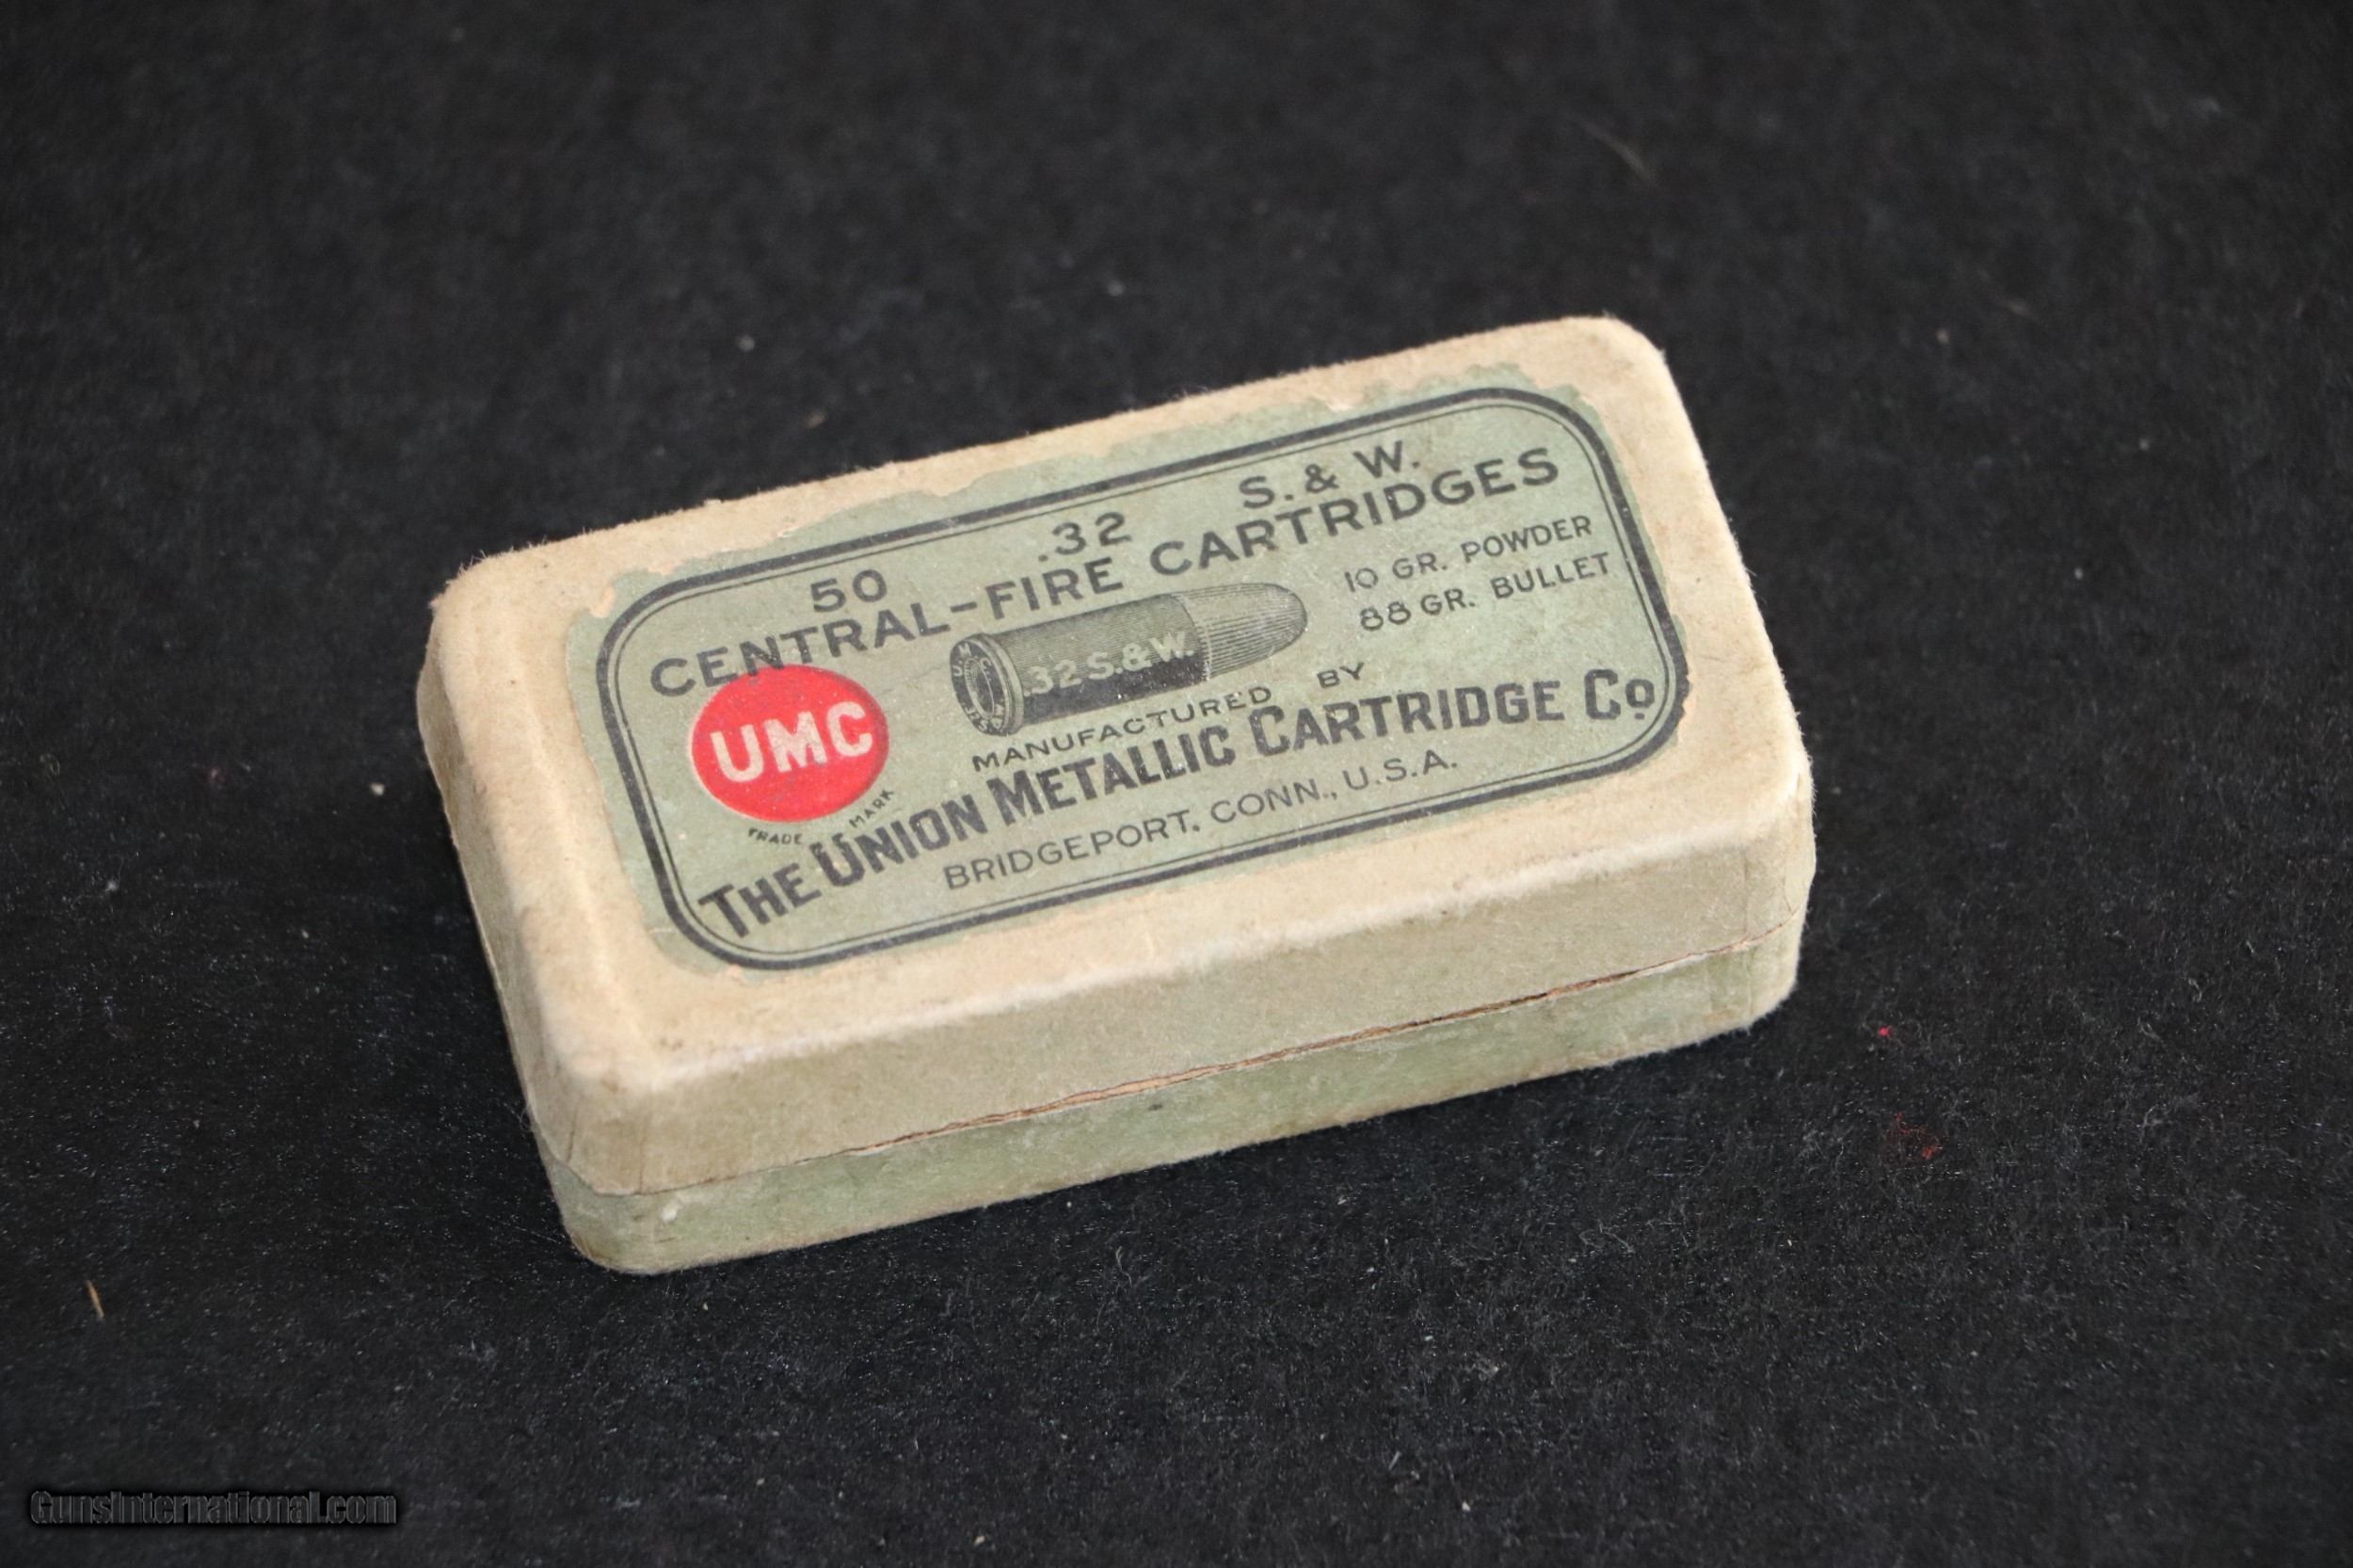 50 .32 S. & W.
CENTRAL-FIRE CARTRIDGES
10 GR. POWDER
88 GR. BULLET
U M C
.32 S.& W.
UMC
TRADE MARK
MANUFACTURED BY
THE UNION METALLIC CARTRIDGE Co
BRIDGEPORT, CONN., U.S.A.
GunsInternational.com